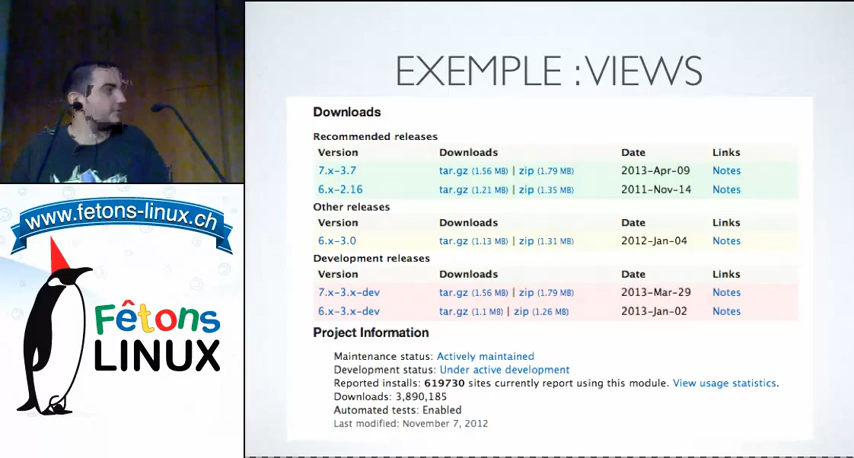 EXEMPLE : VIEWS
Downloads
Recommended releases
Version Downloads Date Links
7.x-3.7 tar.gz (1.56 MB) | zip (1.79 MB) 2013-Apr-09 Notes
6.x-2.16 tar.gz (1.21 MB) | zip (1.35 MB) 2011-Nov-14 Notes
Other releases
Version Downloads Date Links
6.x-3.0 tar.gz (1.13 MB) | zip (1.31 MB) 2012-Jan-04 Notes
Development releases
Version Downloads Date Links
7.x-3.x-dev tar.gz (1.56 MB) | zip (1.79 MB) 2013-Mar-29 Notes
6.x-3.x-dev tar.gz (1.1 MB) | zip (1.26 MB) 2013-Jan-02 Notes
Project Information
Maintenance status: Actively maintained
Development status: Under active development
Reported installs: 619730 sites currently report using this module. View usage statistics.
Downloads: 3,890,185
Automated tests: Enabled
Last modified: November 7, 2012
www.fetons-linux.ch
Fêtons
LINUX